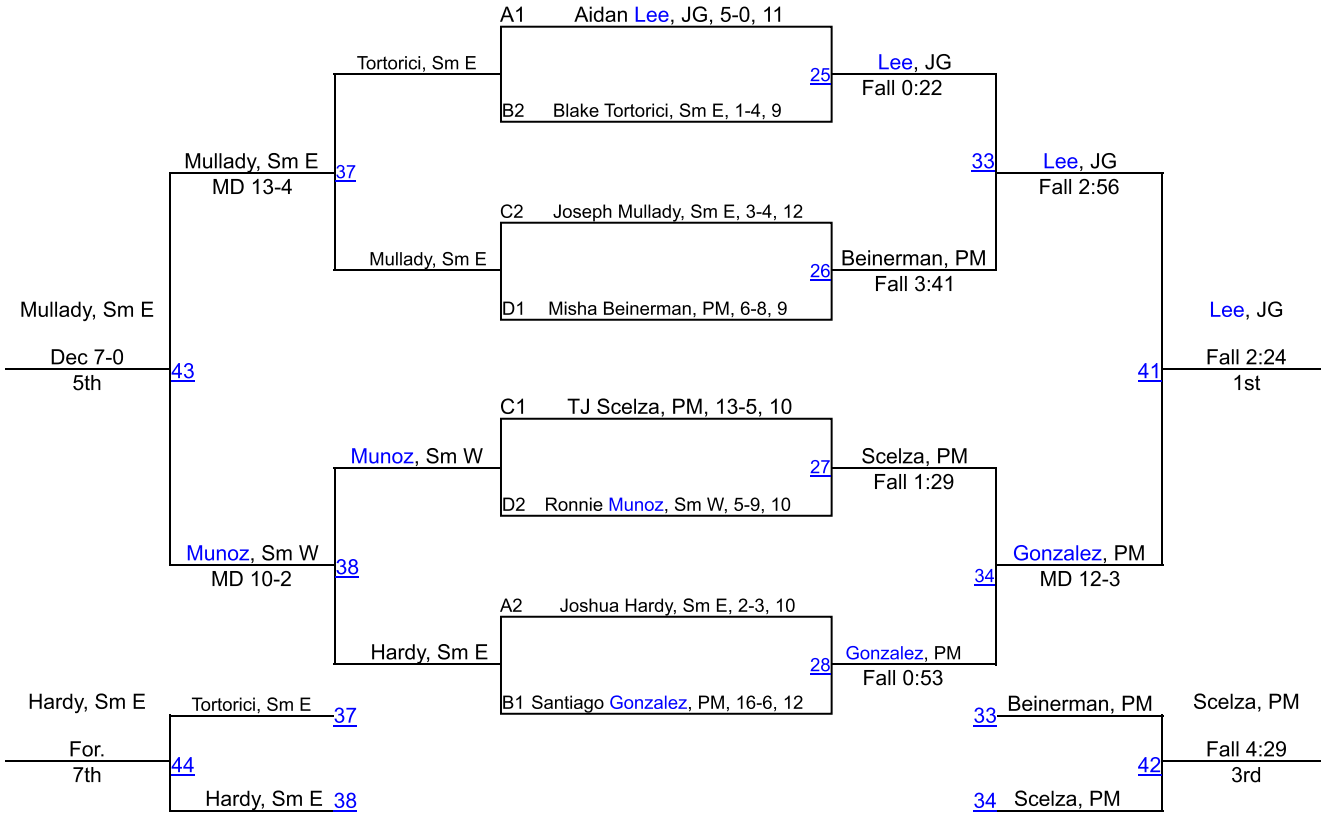 A1 Aidan Lee, JG, 5-0, 11
Tortorici, Sm E
Lee, JG
25
Fall 0:22
B2 Blake Tortorici, Sm E, 1-4, 9
Mullady, Sm E
37
MD 13-4
33
Lee, JG
Fall 2:56
C2 Joseph Mullady, Sm E, 3-4, 12
Mullady, Sm E
26
Beinerman, PM
Fall 3:41
D1 Misha Beinerman, PM, 6-8, 9
Mullady, Sm E
Dec 7-0
5th
43
Lee, JG
41
Fall 2:24
1st
C1 TJ Scelza, PM, 13-5, 10
Munoz, Sm W
27
Scelza, PM
Fall 1:29
D2 Ronnie Munoz, Sm W, 5-9, 10
Munoz, Sm W
38
MD 10-2
34
Gonzalez, PM
MD 12-3
A2 Joshua Hardy, Sm E, 2-3, 10
Hardy, Sm E
28
Gonzalez, PM
Fall 0:53
B1 Santiago Gonzalez, PM, 16-6, 12
Hardy, Sm E
Tortorici, Sm E 37
For.
7th
44
Hardy, Sm E 38
33 Beinerman, PM
Scelza, PM
42
Fall 4:29
3rd
34 Scelza, PM